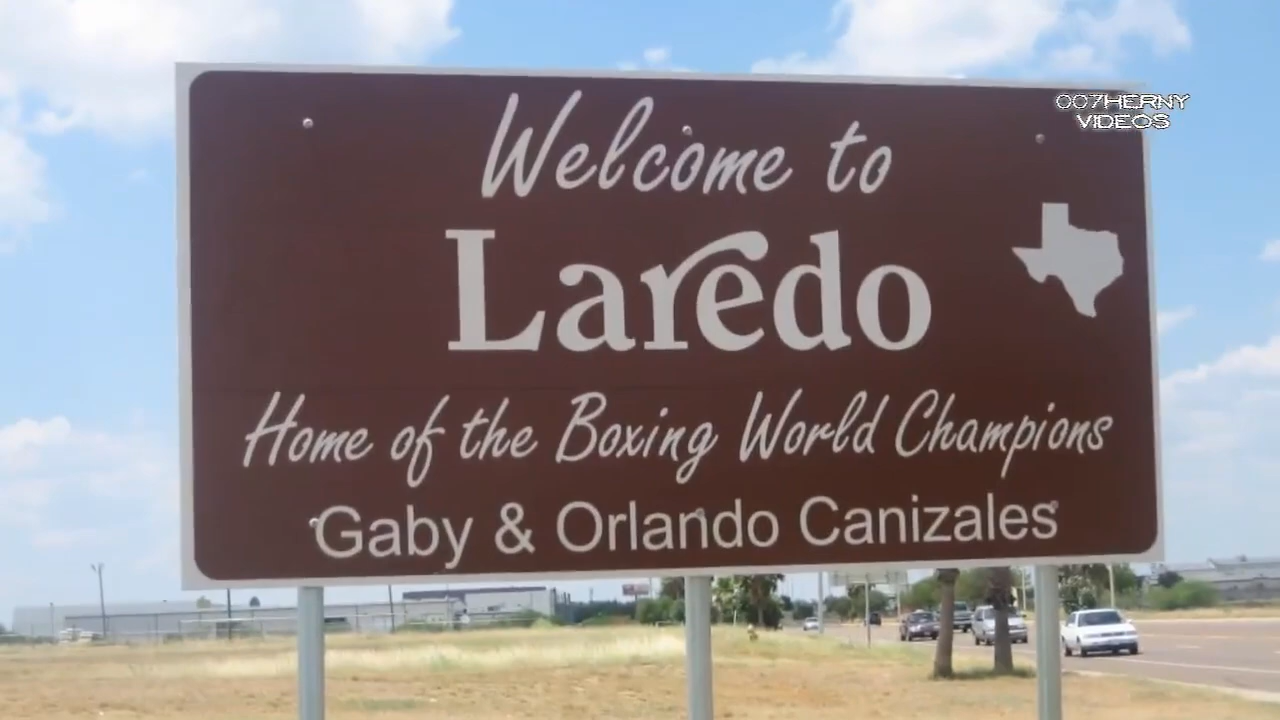 007HERNY
VIDEOS
Welcome to
Laredo
Home of the Boxing World Champions
Gaby & Orlando Canizales